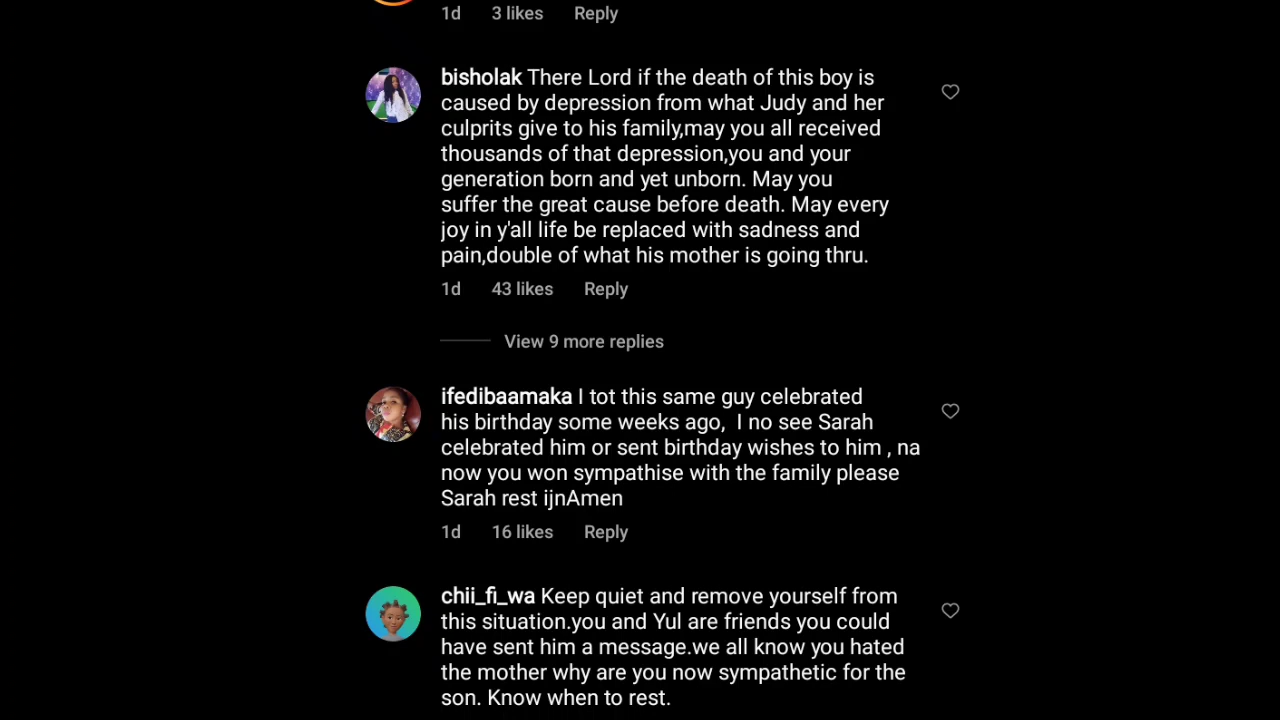 1d 3 likes Reply
bisholak There Lord if the death of this boy is
caused by depression from what Judy and her
culprits give to his family,may you all received
thousands of that depression,you and your
generation born and yet unborn. May you
suffer the great cause before death. May every
joy in y'all life be replaced with sadness and
pain,double of what his mother is going thru.
1d 43 likes Reply
View 9 more replies
ifedibaamaka I tot this same guy celebrated
his birthday some weeks ago, I no see Sarah
celebrated him or sent birthday wishes to him , na
now you won sympathise with the family please
Sarah rest ijnAmen
1d 16 likes Reply
chii_fi_wa Keep quiet and remove yourself from
this situation.you and Yul are friends you could
have sent him a message.we all know you hated
the mother why are you now sympathetic for the
son. Know when to rest.